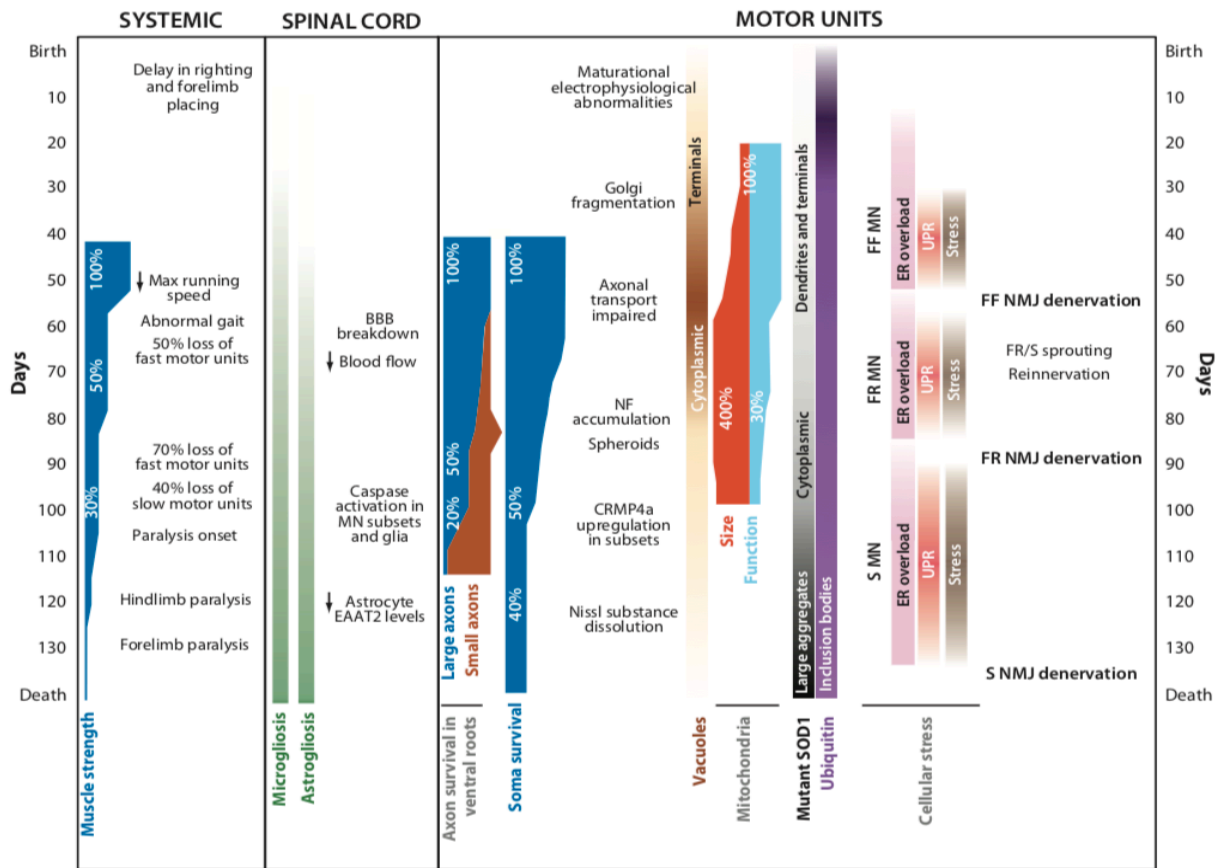 SYSTEMIC
SPINAL CORD
MOTOR UNITS
Days
Birth
10
20
30
40
50
60
70
80
90
100
110
120
130
Death
Delay in righting
and forelimb
placing
Max running
speed
Abnormal gait
50% loss of
fast motor units
70% loss of
fast motor units
40% loss of
slow motor units
Paralysis onset
Hindlimb paralysis
Forelimb paralysis
100%
50%
30%
Muscle strength
BBB
breakdown
Blood flow
Caspase
activation in
MN subsets
and glia
Astrocyte
EAAT2 levels
Microgliosis
Astrogliosis
100%
50%
20%
Large axons
Small axons
Axon survival in
ventral roots
100%
50%
40%
Soma survival
Maturational
electrophysiological
abnormalities
Golgi
fragmentation
Axonal
transport
impaired
NF
accumulation
Spheroids
CRMP4a
upregulation
in subsets
Nissl substance
dissolution
Terminals
Cytoplasmic
Vacuoles
100%
400%
30%
Size
Function
Mitochondria
Dendrites and terminals
Cytoplasmic
Large aggregates
Mutant SOD1
Inclusion bodies
Ubiquitin
FF MN
ER overload
UPR
Stress
FR MN
ER overload
UPR
Stress
S MN
ER overload
UPR
Stress
Cellular stress
FF NMJ denervation
FR/S sprouting
Reinnervation
FR NMJ denervation
S NMJ denervation
Birth
10
20
30
40
50
60
70
80
90
100
110
120
130
Death
Days